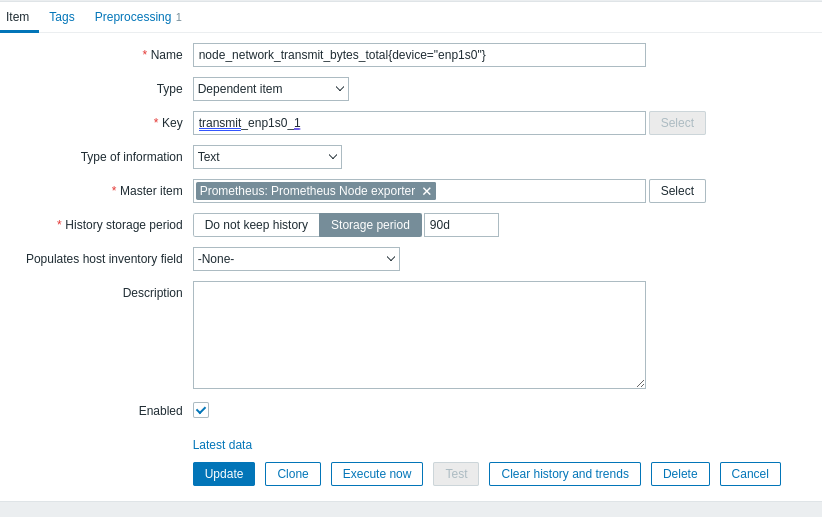 Item Tags Preprocessing 1
* Name node_network_transmit_bytes_total{device="enp1s0"}
Type Dependent item
* Key transmit_enp1s0_1 Select
Type of information Text
* Master item Prometheus: Prometheus Node exporter ✕ Select
* History storage period Do not keep history Storage period 90d
Populates host inventory field -None-
Description
Enabled
Latest data
Update Clone Execute now Test Clear history and trends Delete Cancel